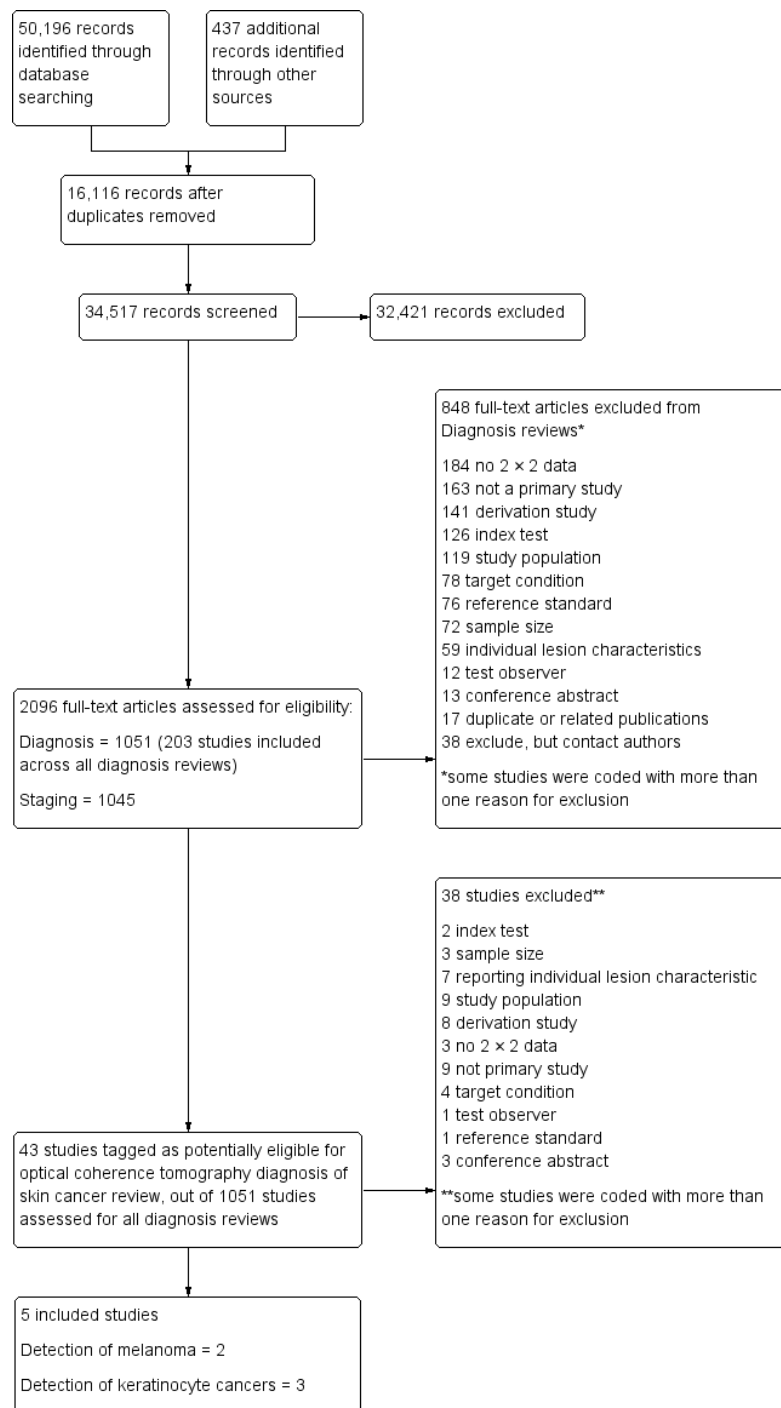 50,196 records
identified through
database
searching
437 additional
records identified
through other
sources
16,116 records after
duplicates removed
34,517 records screened
32,421 records excluded
848 full-text articles excluded from
Diagnosis reviews*
184 no 2 × 2 data
163 not a primary study
141 derivation study
126 index test
119 study population
78 target condition
76 reference standard
72 sample size
59 individual lesion characteristics
12 test observer
13 conference abstract
17 duplicate or related publications
38 exclude, but contact authors
*some studies were coded with more than
one reason for exclusion
2096 full-text articles assessed for eligibility:
Diagnosis = 1051 (203 studies included
across all diagnosis reviews)
Staging = 1045
38 studies excluded**
2 index test
3 sample size
7 reporting individual lesion characteristic
9 study population
8 derivation study
3 no 2 × 2 data
9 not primary study
4 target condition
1 test observer
1 reference standard
3 conference abstract
**some studies were coded with more than
one reason for exclusion
43 studies tagged as potentially eligible for
optical coherence tomography diagnosis of
skin cancer review, out of 1051 studies
assessed for all diagnosis reviews
5 included studies
Detection of melanoma = 2
Detection of keratinocyte cancers = 3